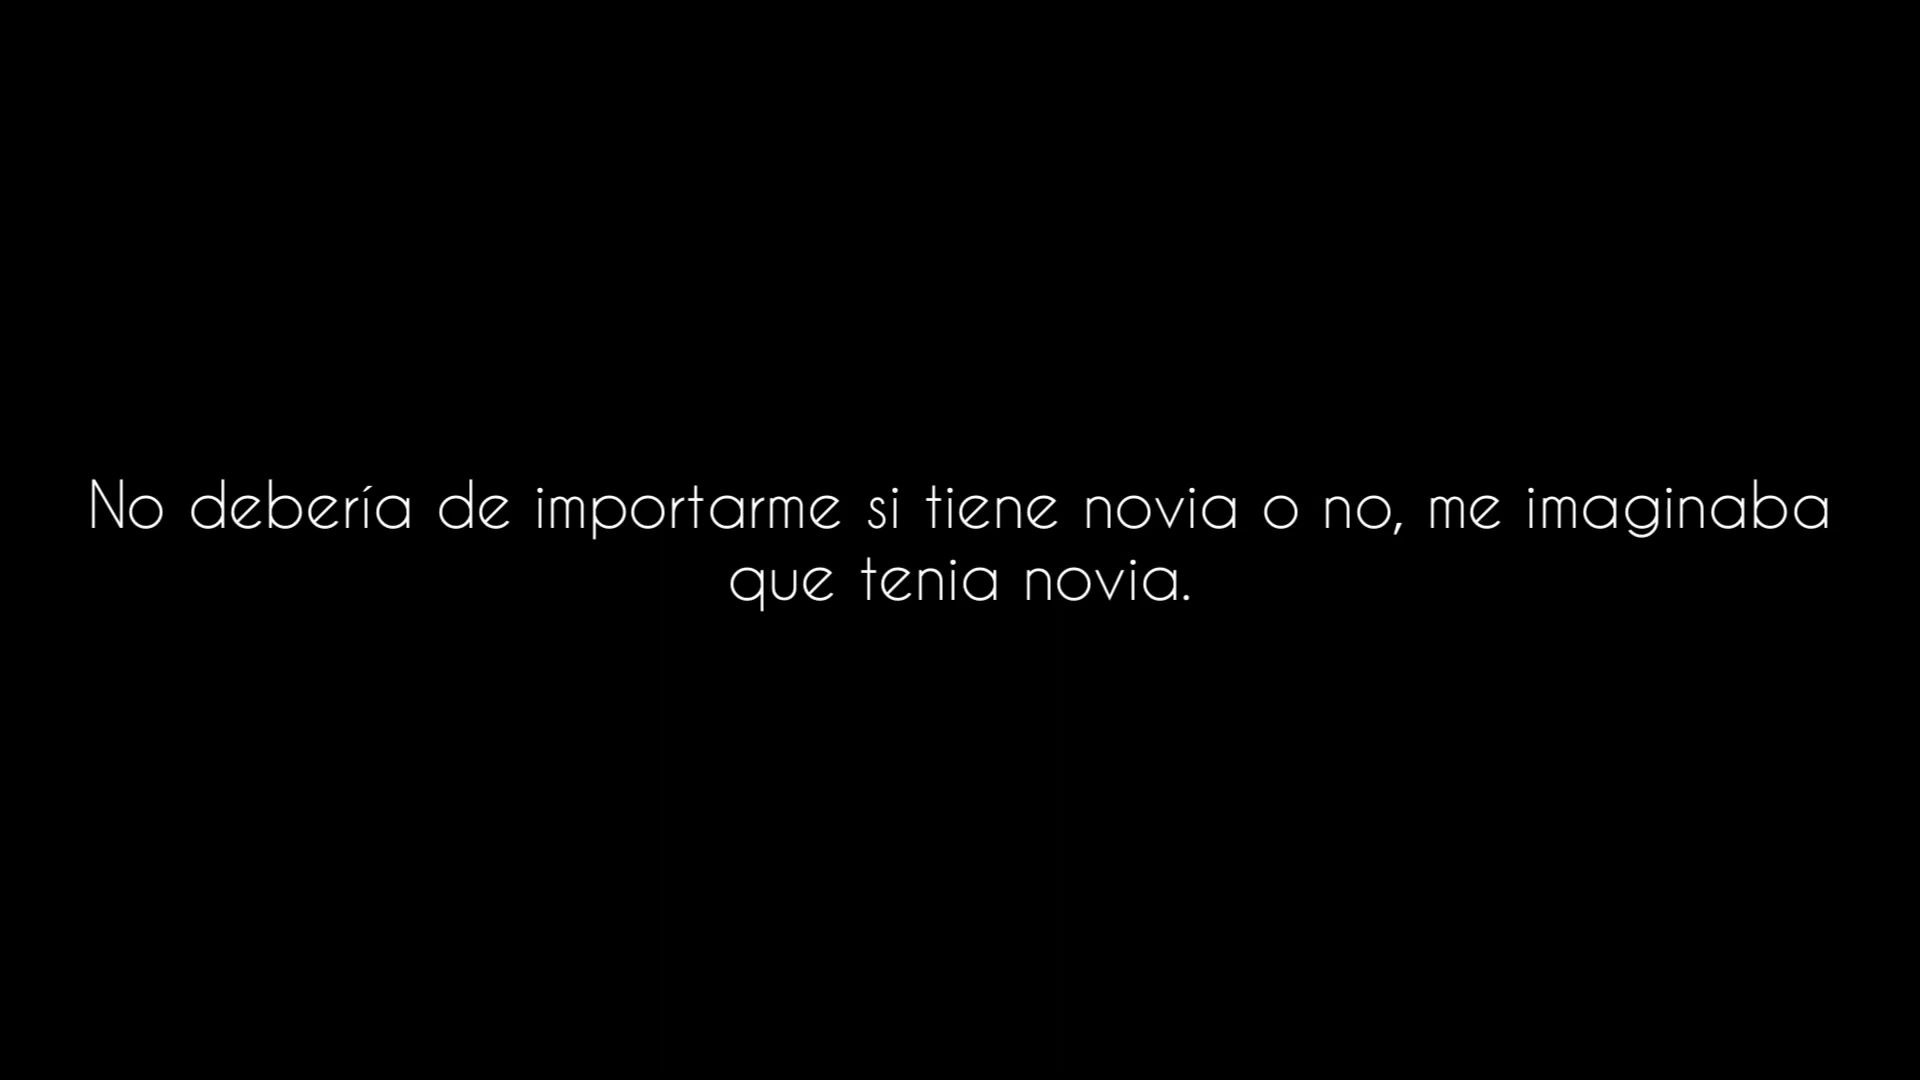 No debería de importarme si tiene novia o no, me imaginaba
que tenia novia.